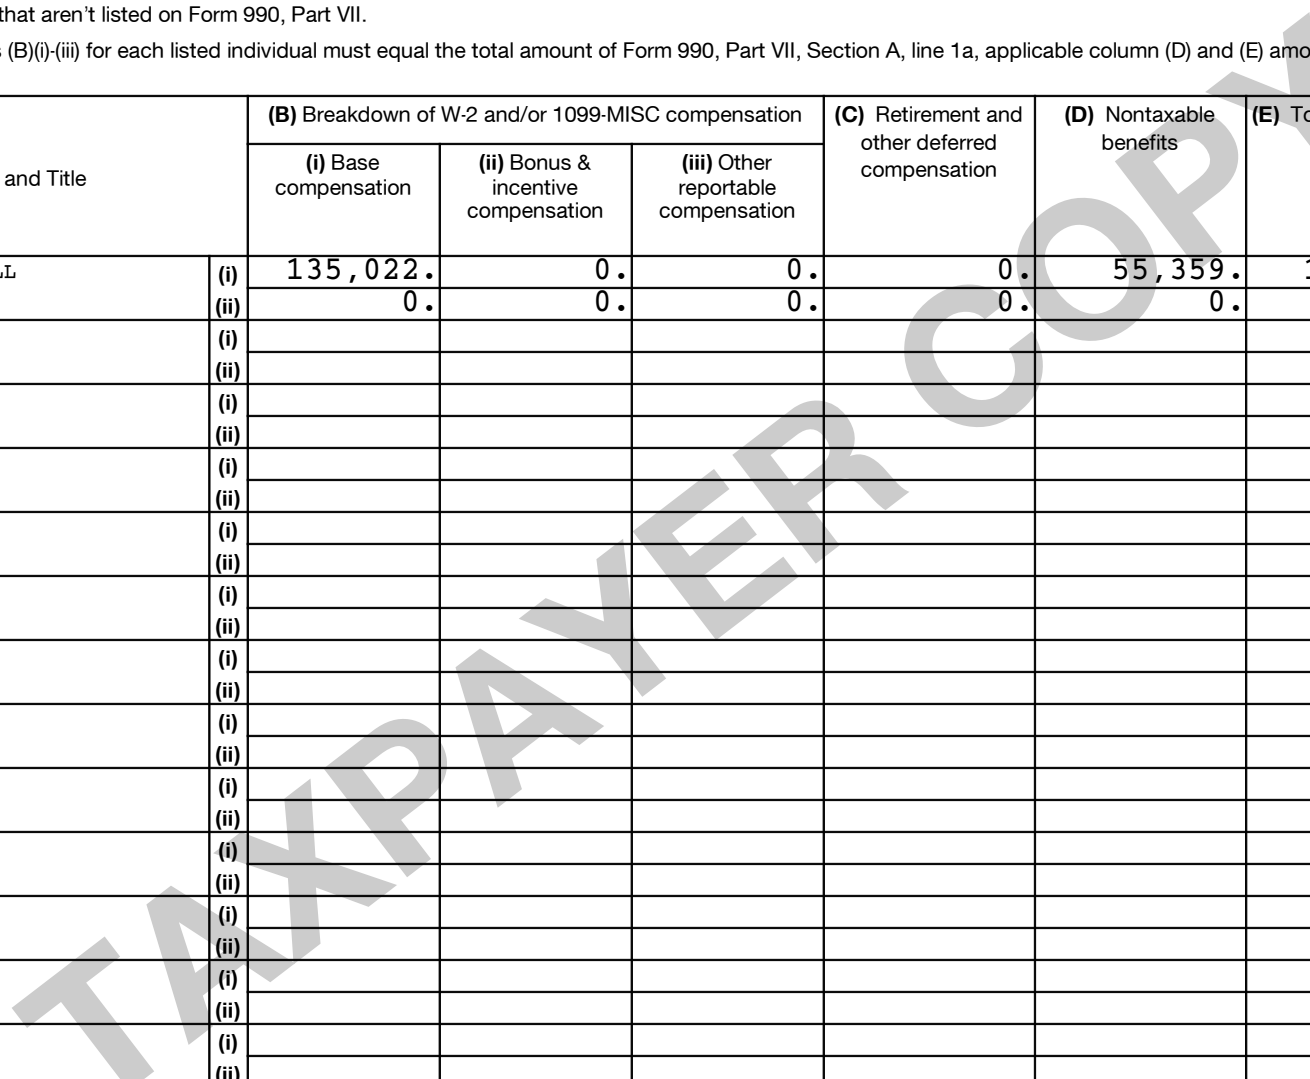 that aren't listed on Form 990, Part VII.
(B)(i)-(iii) for each listed individual must equal the total amount of Form 990, Part VII, Section A, line 1a, applicable column (D) and (E)
(B) Breakdown of W-2 and/or 1099-MISC compensation (C) Retirement and other deferred compensation (D) Nontaxable benefits (E)
and Title (i) Base compensation (ii) Bonus & incentive compensation (iii) Other reportable compensation
(i) 135,022. 0. 0. 0. 55,359.
(ii) 0. 0. 0. 0. 0.
(i)
(ii)
(i)
(ii)
(i)
(ii)
(i)
(ii)
(i)
(ii)
(i)
(ii)
(i)
(ii)
(i)
(ii)
(i)
(ii)
(i)
(ii)
(i)
(ii)
(i)
(ii)
TAXPAYER COPY